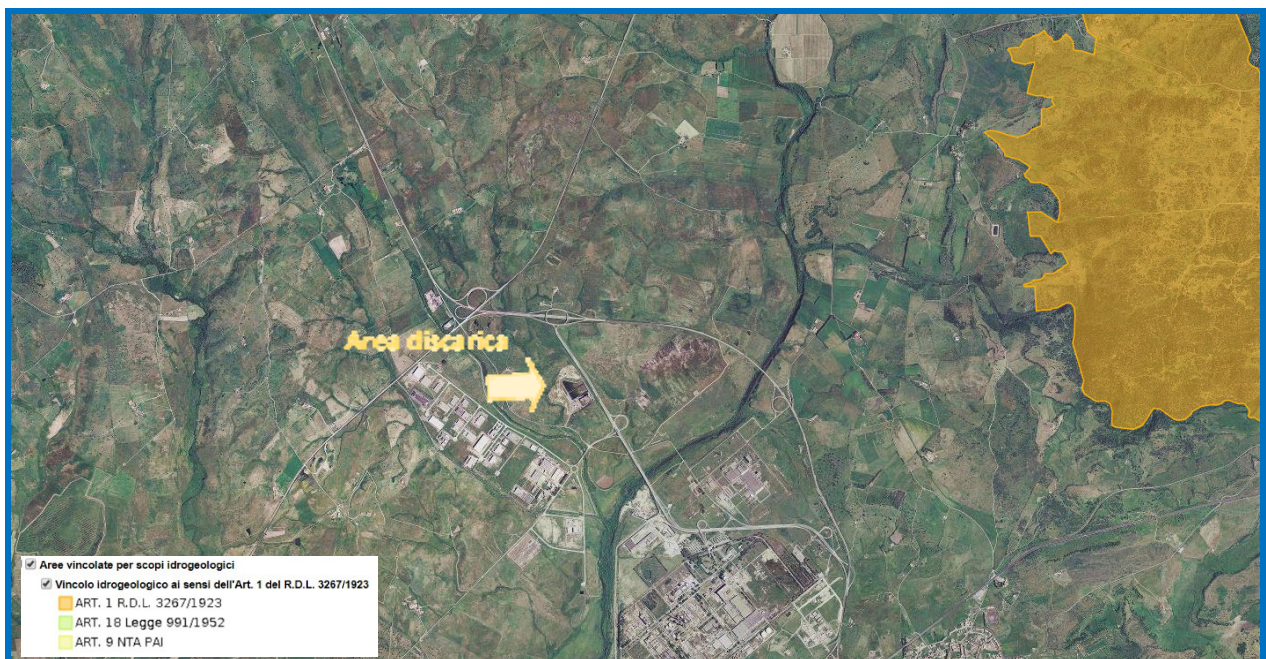 Area discarica
Aree vincolate per scopi idrogeologici
Vincolo idrogeologico ai sensi dell'Art. 1 del R.D.L. 3267/1923
ART. 1 R.D.L. 3267/1923
ART. 18 Legge 991/1952
ART. 9 NTA PAI